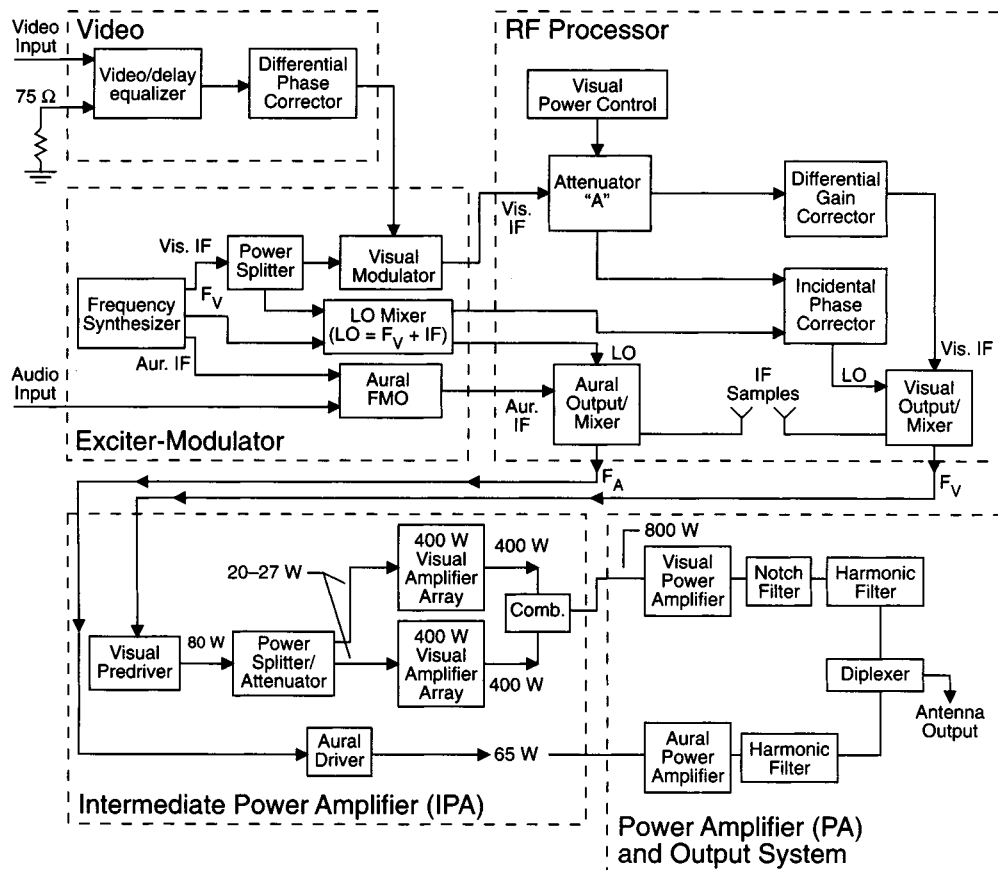 Video
Input
Video
75 Ω
Video/delay
equalizer
Differential
Phase
Corrector
RF Processor
Visual
Power Control
Attenuator
"A"
Differential
Gain
Corrector
Vis.
IF
Vis. IF
Power
Splitter
Visual
Modulator
Frequency
Synthesizer
FV
LO Mixer
(LO = FV + IF)
Incidental
Phase
Corrector
Aur. IF
Audio
Input
Aural
FMO
Aur.
IF
LO
Aural
Output/
Mixer
IF
Samples
LO
Vis. IF
Visual
Output/
Mixer
Exciter-Modulator
FA
FV
20–27 W
400 W
Visual
Amplifier
Array
400 W
Comb.
400 W
Visual
Amplifier
Array
400 W
Visual
Predriver
80 W
Power
Splitter/
Attenuator
Aural
Driver
65 W
Intermediate Power Amplifier (IPA)
800 W
Visual
Power
Amplifier
Notch
Filter
Harmonic
Filter
Diplexer
Antenna
Output
Aural
Power
Amplifier
Harmonic
Filter
Power Amplifier (PA)
and Output System